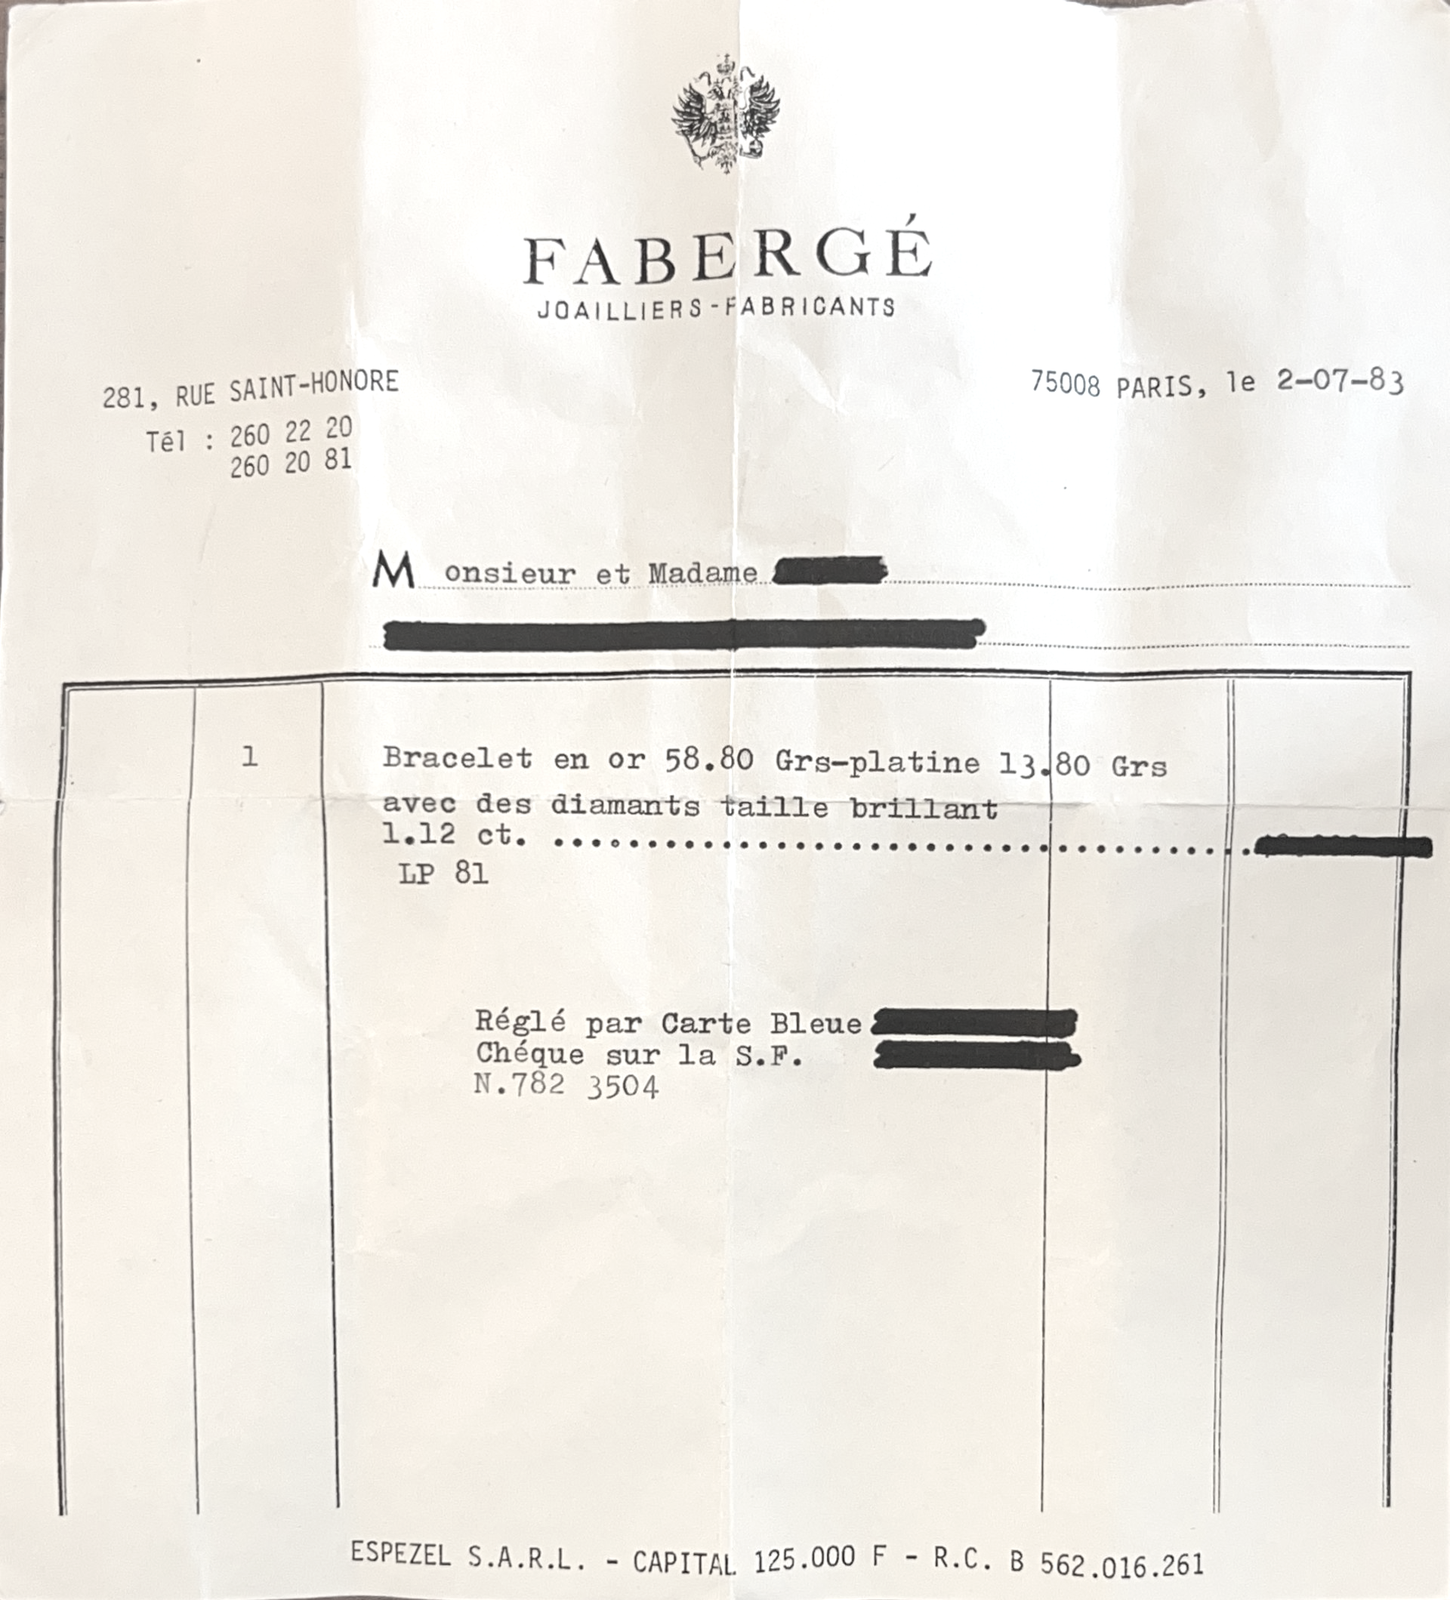 FABERGÉ
JOAILLIERS-FABRICANTS
281, RUE SAINT-HONORE
Tél : 260 22 20
260 20 81
75008 PARIS, le 2-07-83
Monsieur et Madame
1 Bracelet en or 58.80 Grs-platine 13.80 Grs
avec des diamants taille brillant
1.12 ct. ........................................
LP 81
Réglé par Carte Bleue
Chéque sur la S.F.
N.782 3504
ESPEZEL S.A.R.L. - CAPITAL 125.000 F - R.C. B 562.016.261